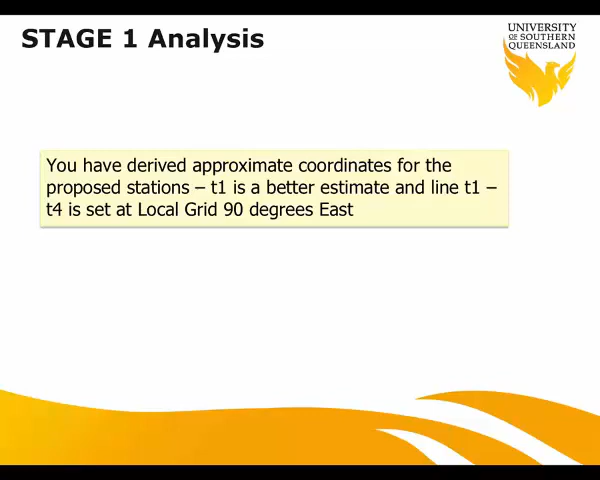 STAGE 1 Analysis
UNIVERSITY
OF SOUTHERN
QUEENSLAND
You have derived approximate coordinates for the
proposed stations – t1 is a better estimate and line t1 –
t4 is set at Local Grid 90 degrees East